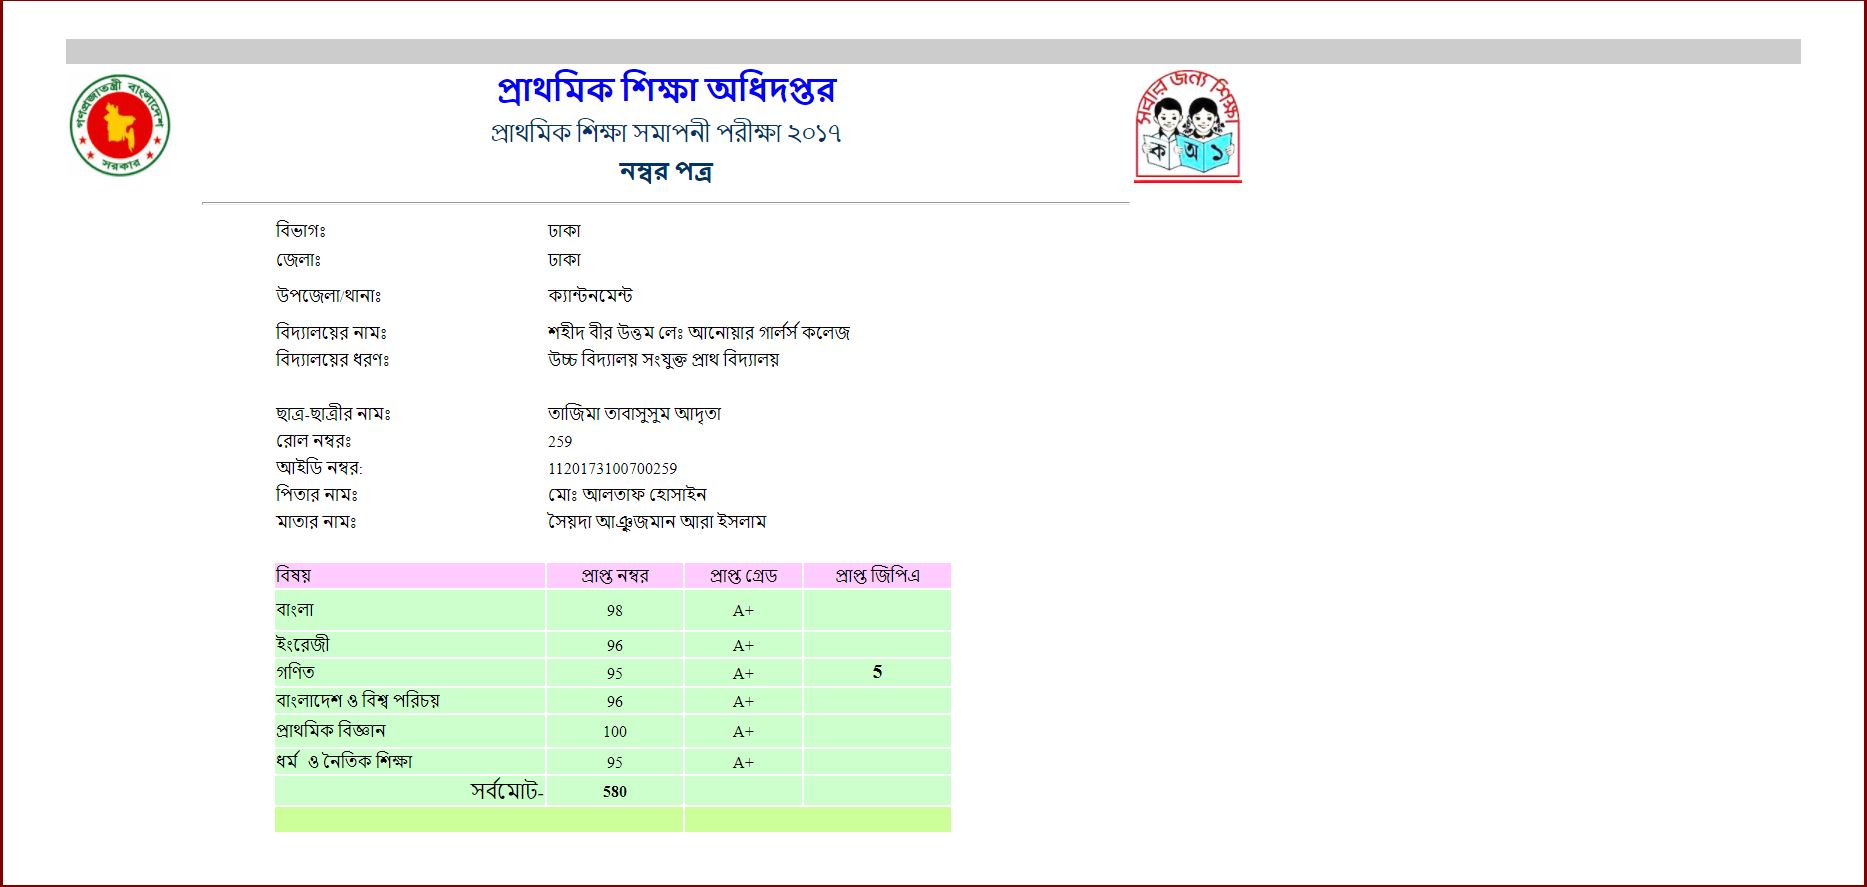 গণপ্রজাতন্ত্রী বাংলাদেশ
সরকার
প্রাথমিক শিক্ষা অধিদপ্তর
প্রাথমিক শিক্ষা সমাপনী পরীক্ষা ২০১৭
নম্বর পত্র
সবার জন্য শিক্ষা
ক অ ১
বিভাগঃ ঢাকা
জেলাঃ ঢাকা
উপজেলা/থানাঃ ক্যান্টনমেন্ট
বিদ্যালয়ের নামঃ শহীদ বীর উত্তম লেঃ আনোয়ার গার্লর্স কলেজ
বিদ্যালয়ের ধরণঃ উচ্চ বিদ্যালয় সংযুক্ত প্রাথ বিদ্যালয়
ছাত্র-ছাত্রীর নামঃ তাজিমা তাবাসুসুম আদৃতা
রোল নম্বরঃ 259
আইডি নম্বর: 1120173100700259
পিতার নামঃ মোঃ আলতাফ হোসাইন
মাতার নামঃ সৈয়দা আঞ্জুজমান আরা ইসলাম
বিষয় প্রাপ্ত নম্বর প্রাপ্ত গ্রেড প্রাপ্ত জিপিএ
বাংলা 98 A+
ইংরেজী 96 A+
গণিত 95 A+ 5
বাংলাদেশ ও বিশ্ব পরিচয় 96 A+
প্রাথমিক বিজ্ঞান 100 A+
ধর্ম ও নৈতিক শিক্ষা 95 A+
সর্বমোট- 580